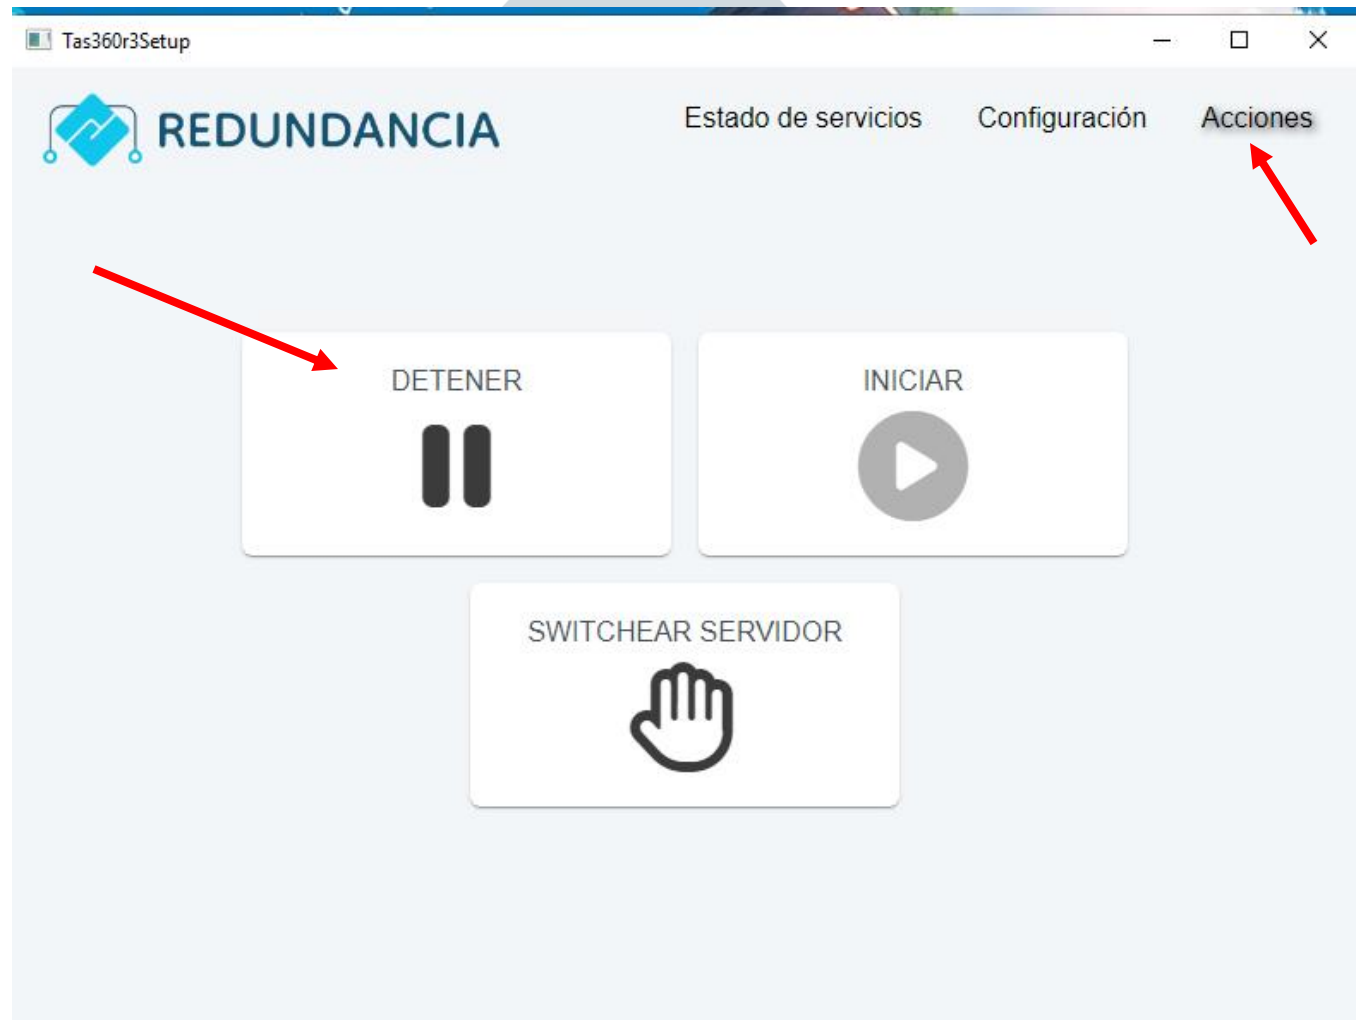 Tas360r3Setup
REDUNDANCIA
Estado de servicios Configuración Acciones
DETENER INICIAR
SWITCHEAR SERVIDOR